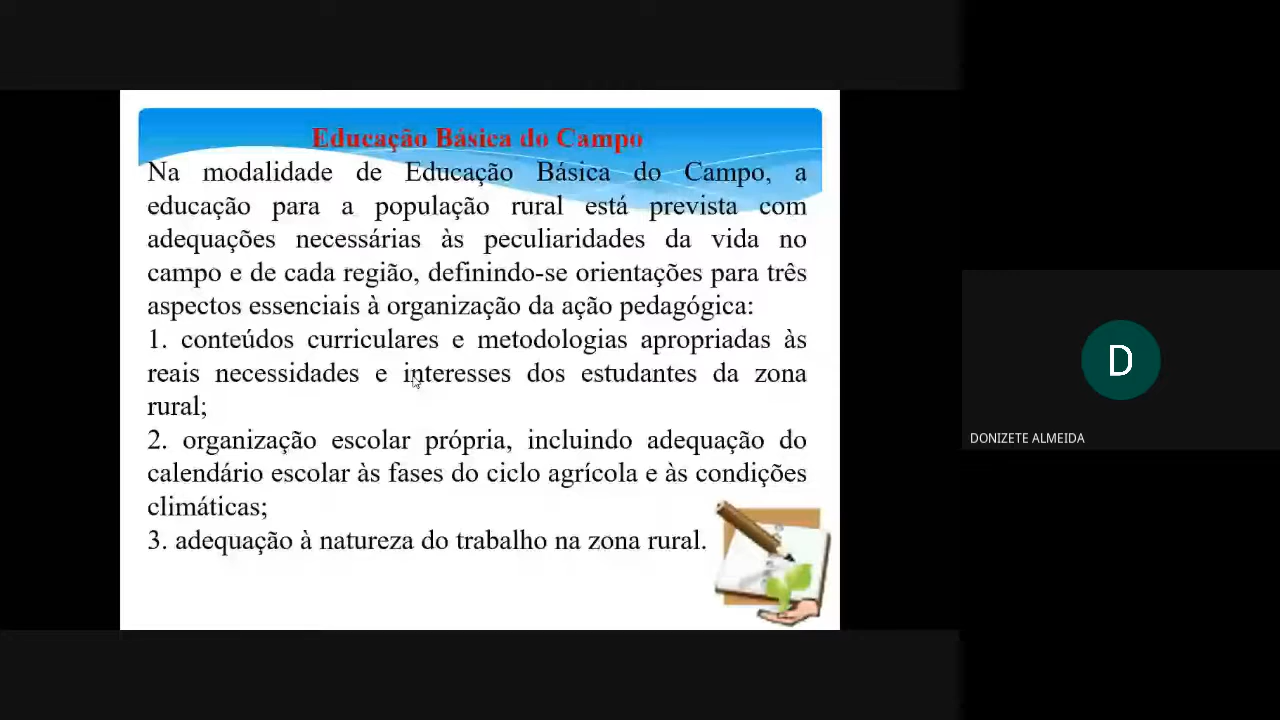 Educação Básica do Campo
Na modalidade de Educação Básica do Campo, a
educação para a população rural está prevista com
adequações necessárias às peculiaridades da vida no
campo e de cada região, definindo-se orientações para três
aspectos essenciais à organização da ação pedagógica:
1. conteúdos curriculares e metodologias apropriadas às
reais necessidades e interesses dos estudantes da zona
rural;
2. organização escolar própria, incluindo adequação do
calendário escolar às fases do ciclo agrícola e às condições
climáticas;
3. adequação à natureza do trabalho na zona rural.
D
DONIZETE ALMEIDA